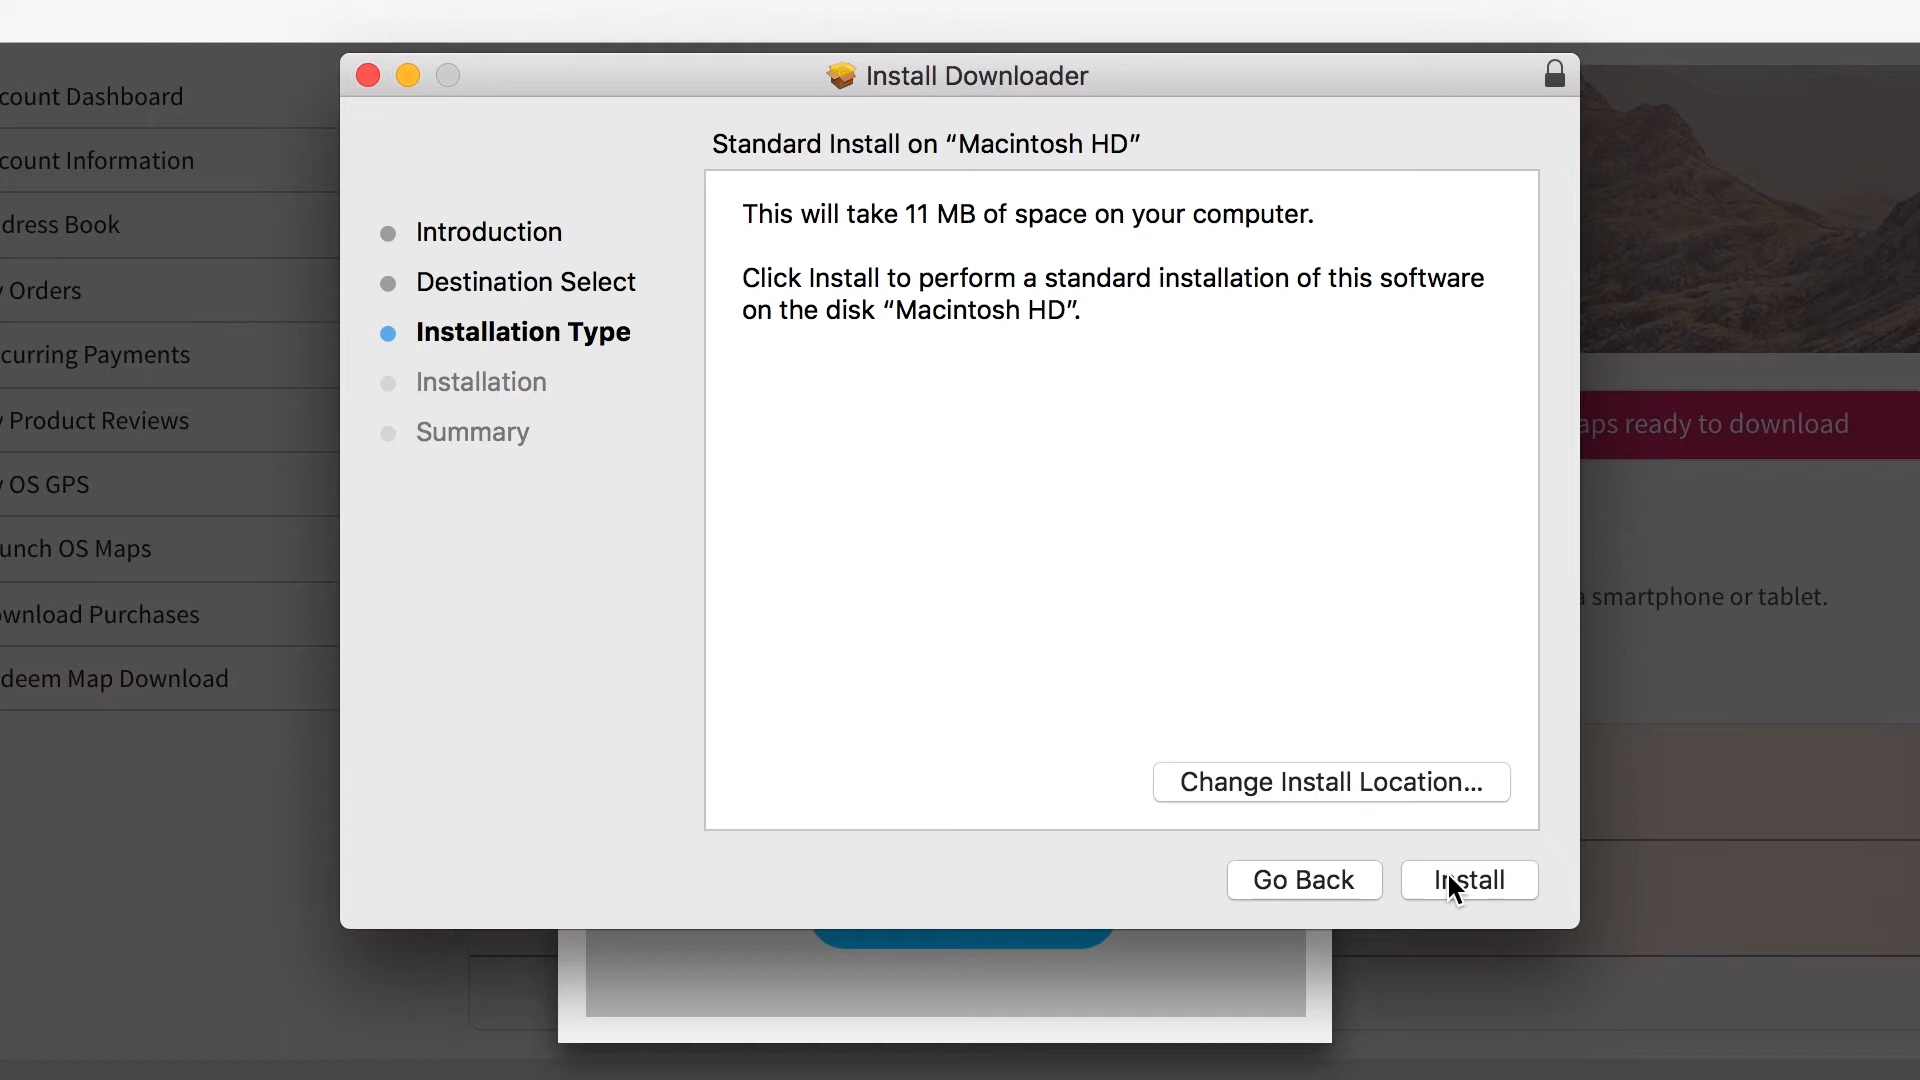 Install Downloader
Standard Install on “Macintosh HD”
Introduction
Destination Select
Installation Type
Installation
Summary
This will take 11 MB of space on your computer.
Click Install to perform a standard installation of this software
on the disk “Macintosh HD”.
Change Install Location...
Go Back
Install
count Dashboard
count Information
dress Book
Orders
curring Payments
Product Reviews
OS GPS
unch OS Maps
wnload Purchases
deem Map Download
aps ready to download
a smartphone or tablet.